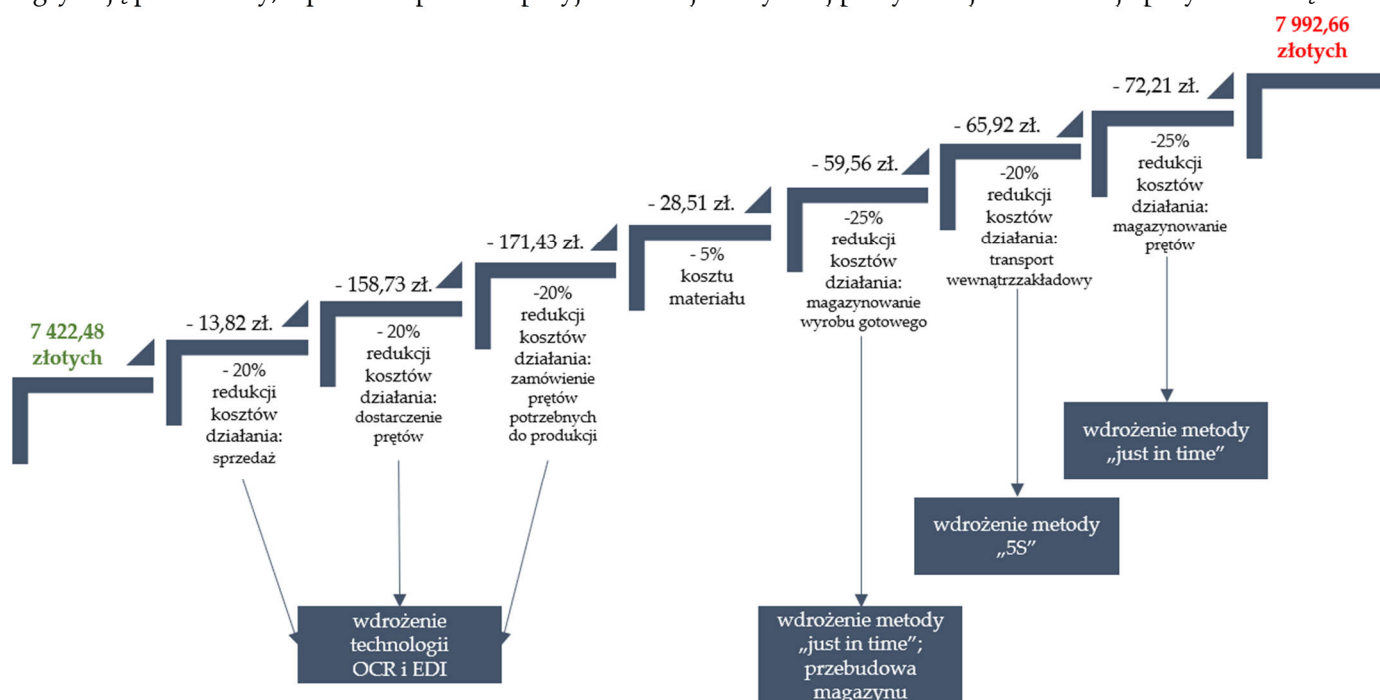 7 992,66
złotych
- 72,21 zł.
-25%
redukcji
kosztów
działania:
magazynowanie
prętów
- 65,92 zł.
-20%
redukcji
kosztów
działania:
transport
wewnątrzzakładowy
- 59,56 zł.
-25%
redukcji
kosztów
działania:
magazynowanie
wyrobu gotowego
- 28,51 zł.
- 5%
kosztu
materiału
- 171,43 zł.
-20%
redukcji
kosztów
działania:
zamówienie
prętów
potrzebnych
do produkcji
- 158,73 zł.
- 20%
redukcji
kosztów
działania:
dostarczenie
prętów
- 13,82 zł.
- 20%
redukcji
kosztów
działania:
sprzedaż
7 422,48
złotych
wdrożenie metody
„just in time”
wdrożenie metody
„5S”
wdrożenie
technologii
OCR i EDI
wdrożenie metody
„just in time”;
przebudowa
magazynu